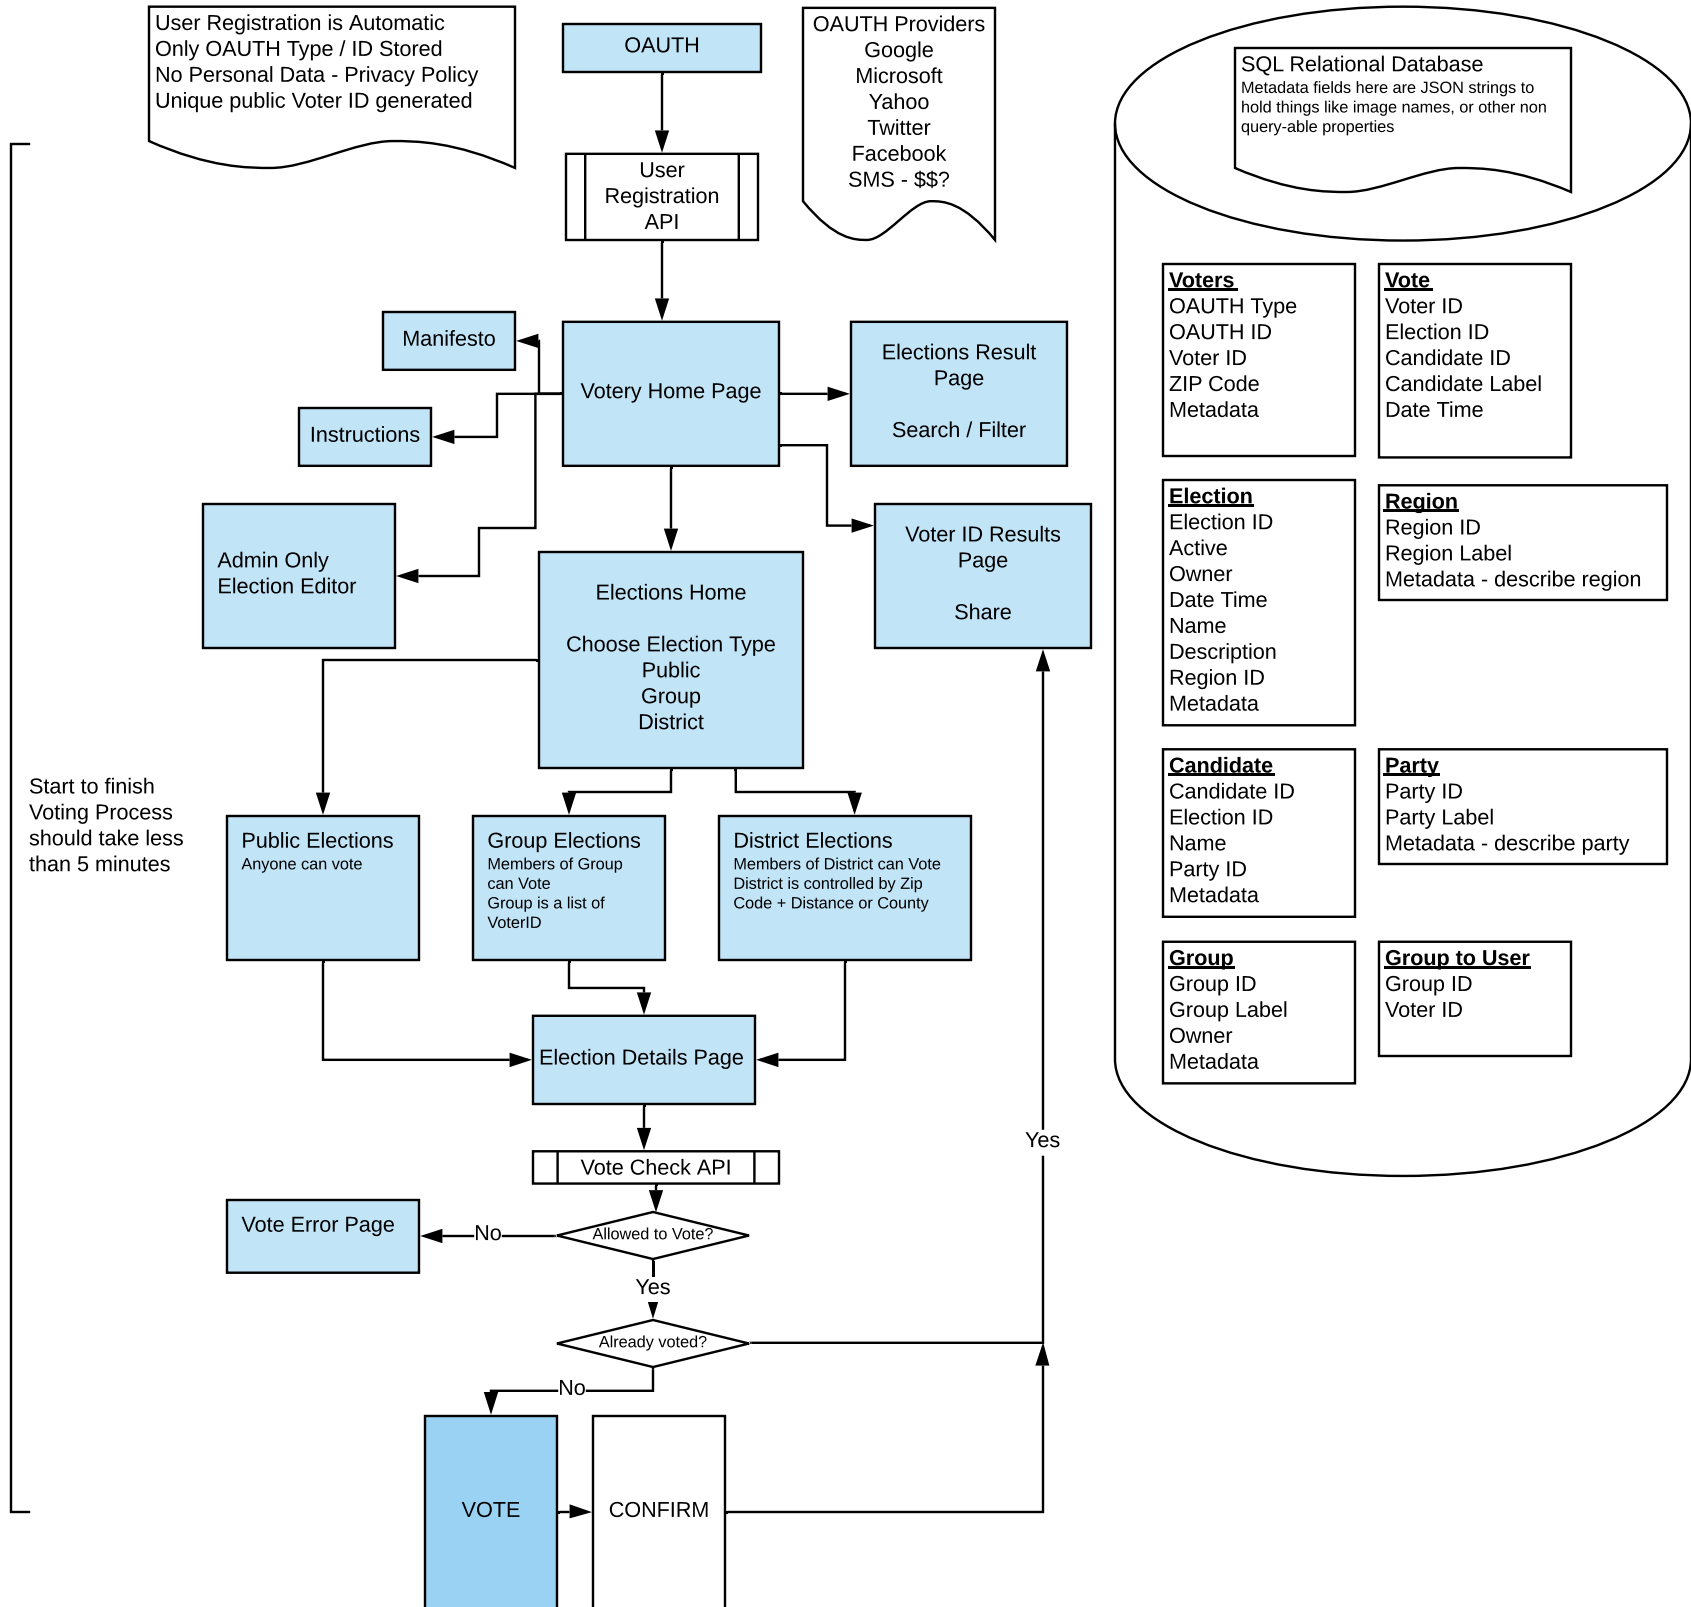 User Registration is Automatic
Only OAUTH Type / ID Stored
No Personal Data - Privacy Policy
Unique public Voter ID generated
OAUTH
OAUTH Providers
Google
Microsoft
Yahoo
Twitter
Facebook
SMS - $$?
User
Registration
API
Manifesto
Instructions
Votery Home Page
Elections Result
Page
Search / Filter
Admin Only
Election Editor
Voter ID Results
Page
Share
Elections Home
Choose Election Type
Public
Group
District
Start to finish
Voting Process
should take less
than 5 minutes
Public Elections
Anyone can vote
Group Elections
Members of Group
can Vote
Group is a list of
VoterID
District Elections
Members of District can Vote
District is controlled by Zip
Code + Distance or County
Election Details Page
Vote Check API
Vote Error Page
No
Allowed to Vote?
Yes
Yes
Already voted?
No
VOTE
CONFIRM
SQL Relational Database
Metadata fields here are JSON strings to
hold things like image names, or other non
query-able properties
Voters
OAUTH Type
OAUTH ID
Voter ID
ZIP Code
Metadata
Vote
Voter ID
Election ID
Candidate ID
Candidate Label
Date Time
Election
Election ID
Active
Owner
Date Time
Name
Description
Region ID
Metadata
Region
Region ID
Region Label
Metadata - describe region
Candidate
Candidate ID
Election ID
Name
Party ID
Metadata
Party
Party ID
Party Label
Metadata - describe party
Group
Group ID
Group Label
Owner
Metadata
Group to User
Group ID
Voter ID